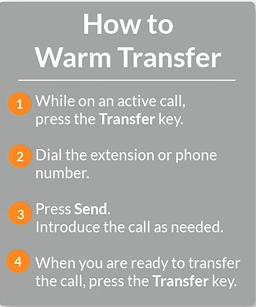 How to
Warm Transfer
1 While on an active call,
press the Transfer key.
2 Dial the extension or phone
number.
3 Press Send.
Introduce the call as needed.
4 When you are ready to transfer
the call, press the Transfer key.